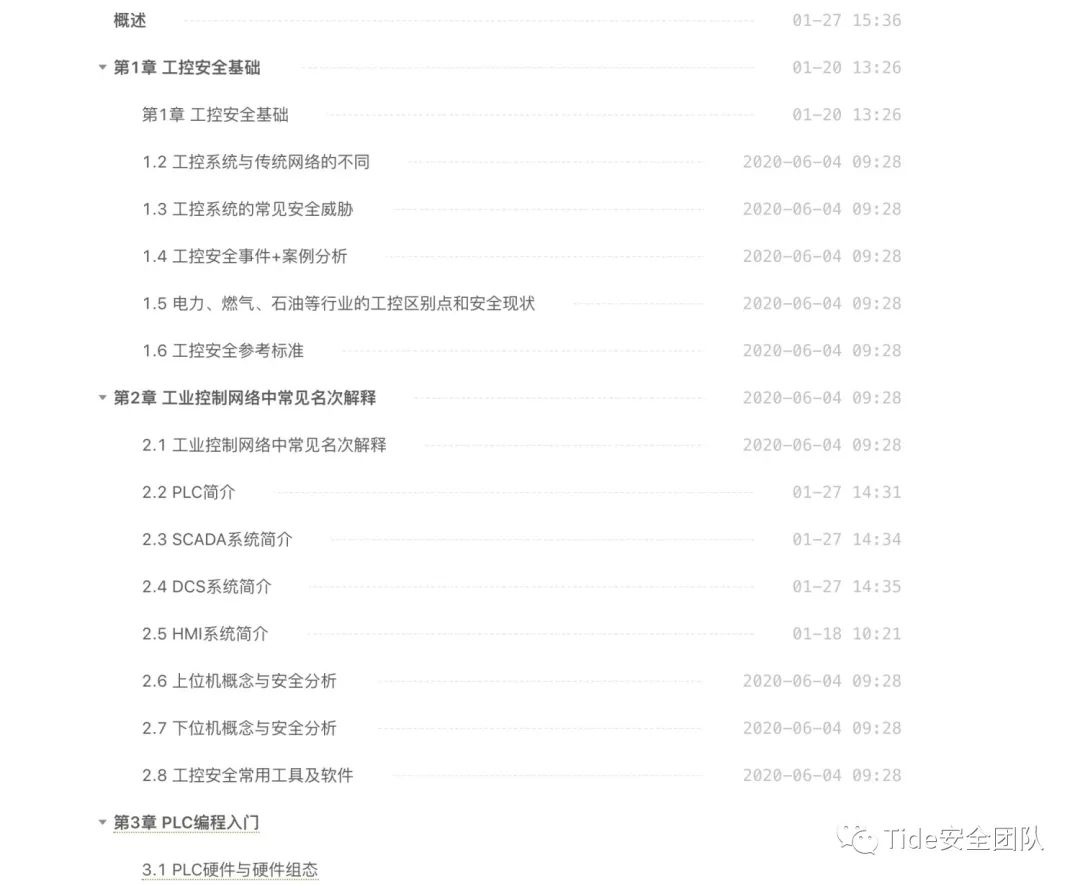 概述 01-27 15:36
第1章 工控安全基础 01-20 13:26
第1章 工控安全基础 01-20 13:26
1.2 工控系统与传统网络的不同 2020-06-04 09:28
1.3 工控系统的常见安全威胁 2020-06-04 09:28
1.4 工控安全事件+案例分析 2020-06-04 09:28
1.5 电力、燃气、石油等行业的工控区别点和安全现状 2020-06-04 09:28
1.6 工控安全参考标准 2020-06-04 09:28
第2章 工业控制网络中常见名次解释 2020-06-04 09:28
2.1 工业控制网络中常见名次解释 2020-06-04 09:28
2.2 PLC简介 01-27 14:31
2.3 SCADA系统简介 01-27 14:34
2.4 DCS系统简介 01-27 14:35
2.5 HMI系统简介 01-18 10:21
2.6 上位机概念与安全分析 2020-06-04 09:28
2.7 下位机概念与安全分析 2020-06-04 09:28
2.8 工控安全常用工具及软件 2020-06-04 09:28
第3章 PLC编程入门
Tide安全团队
3.1 PLC硬件与硬件组态